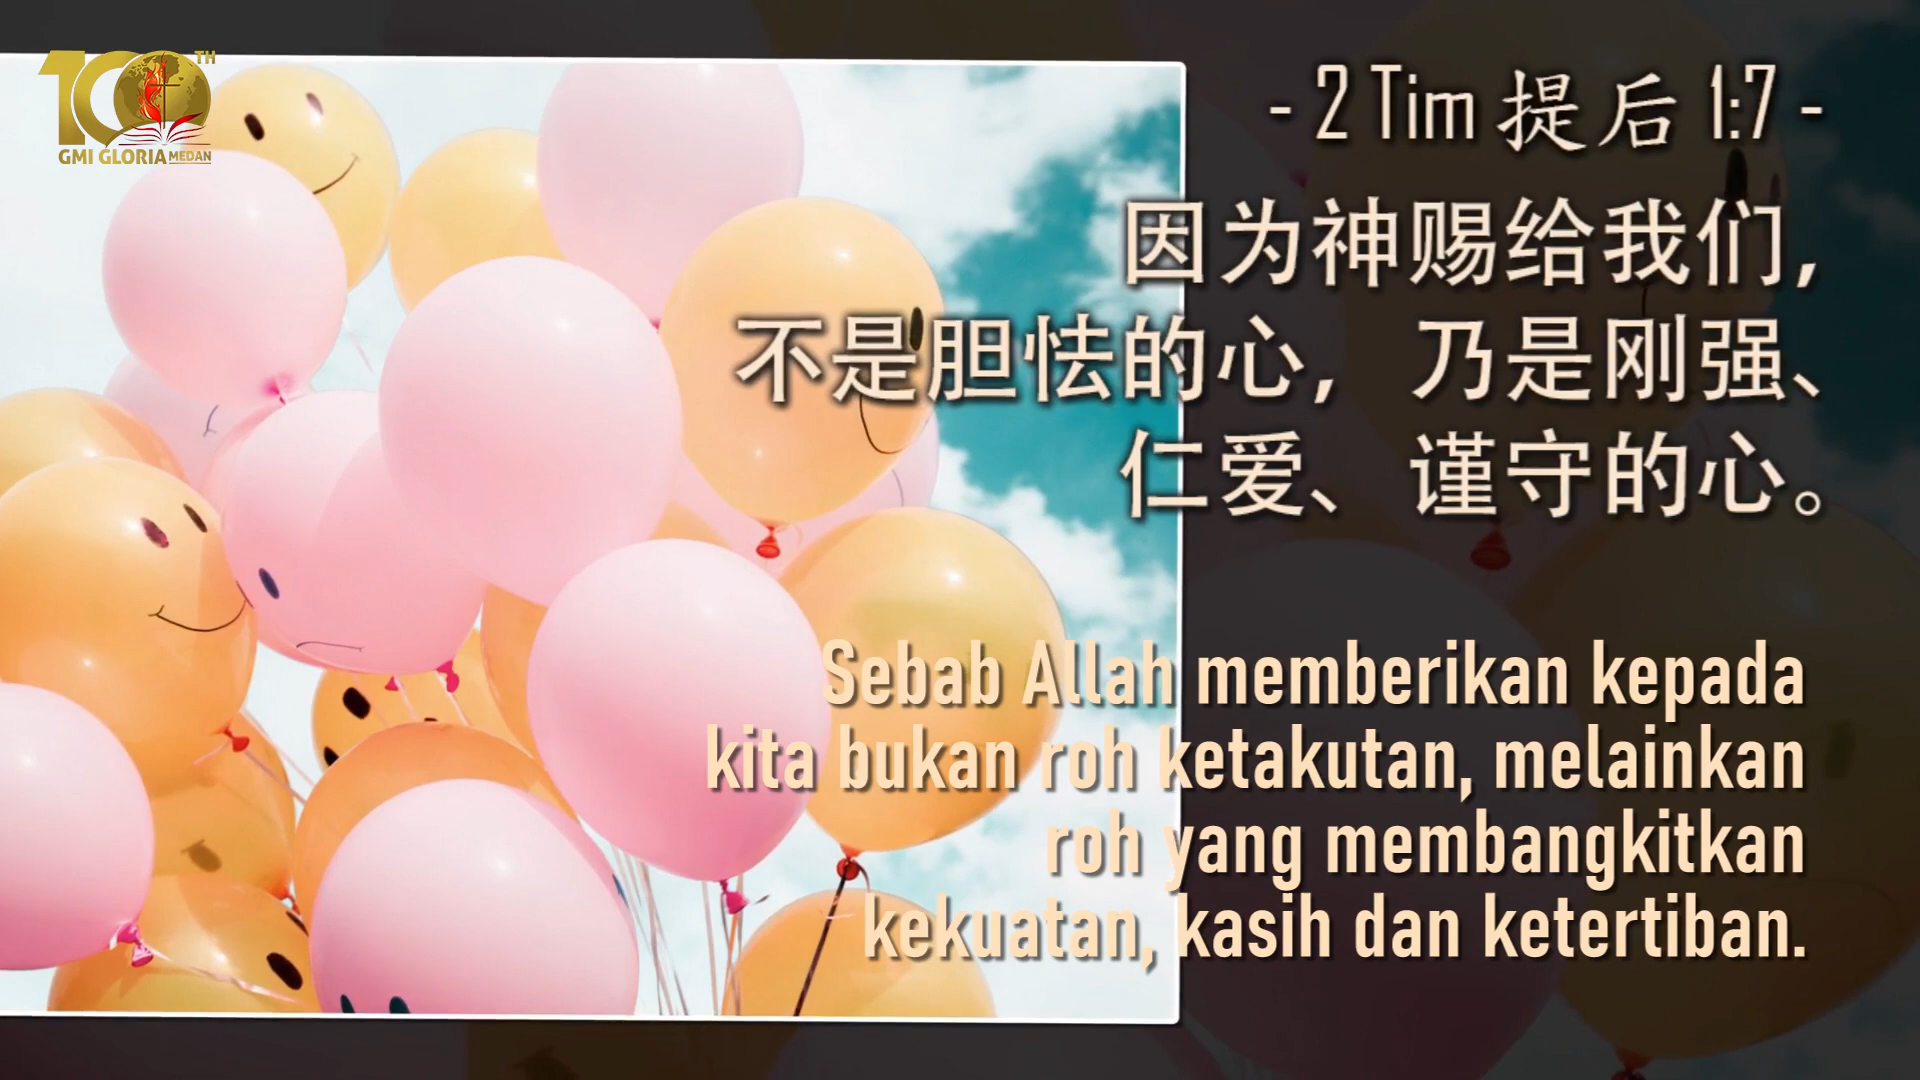 100TH
GMI GLORIA MEDAN
- 2 Tim 提后 1:7 -
因为神赐给我们，
不是胆怯的心，乃是刚强、
仁爱、谨守的心。
Sebab Allah memberikan kepada
kita bukan roh ketakutan, melainkan
roh yang membangkitkan
kekuatan, kasih dan ketertiban.